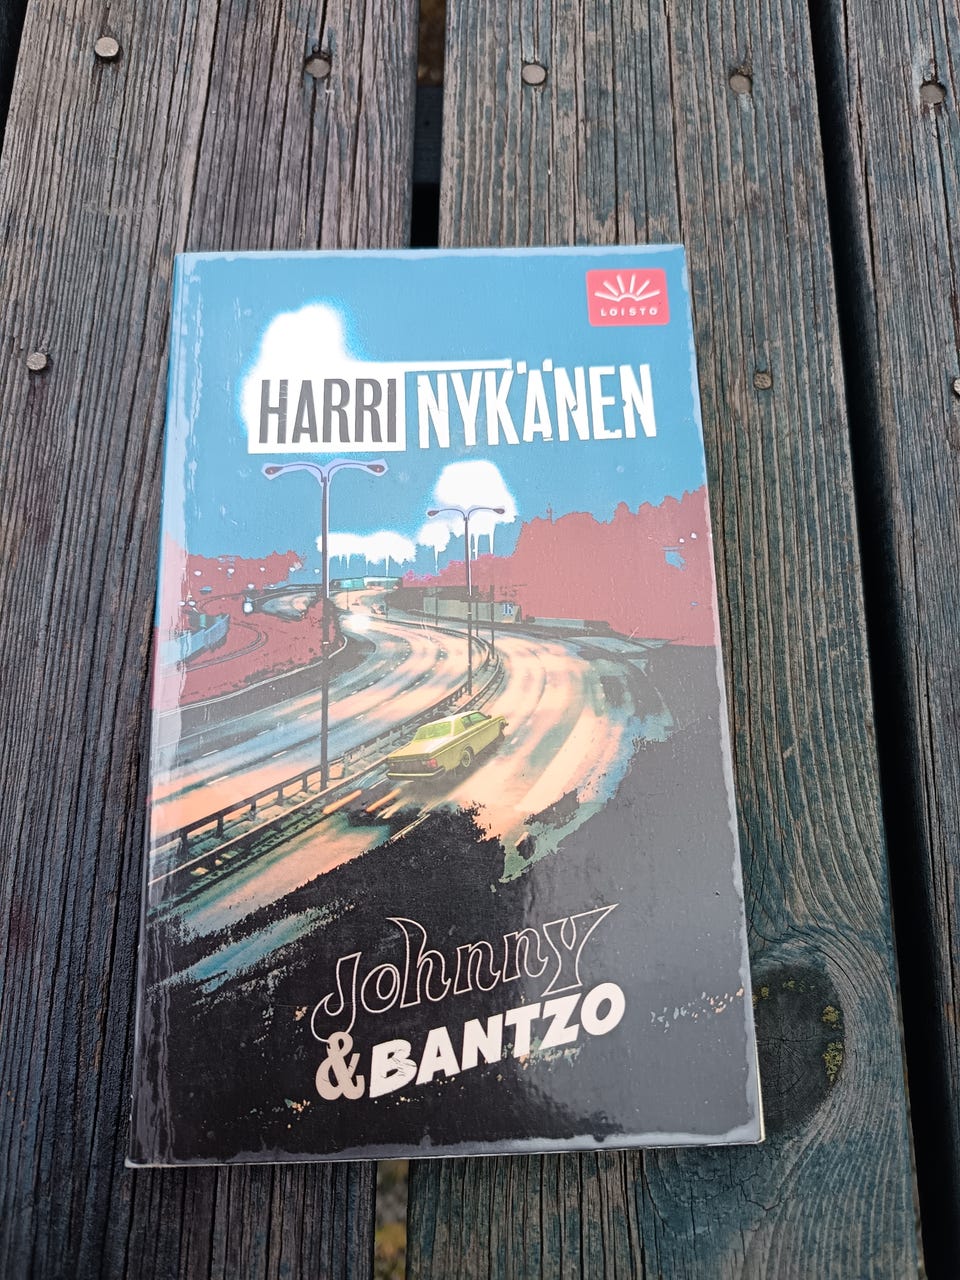 LOISTO
HARRI NYKÄNEN
Johnny
& BANTZO